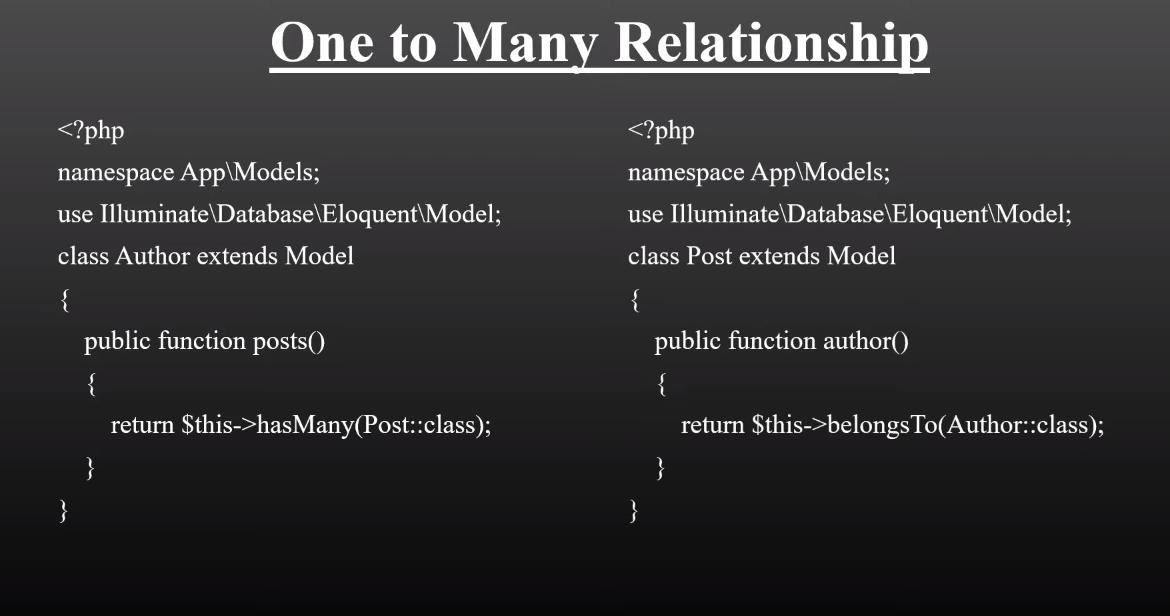 One to Many Relationship
<?php
namespace App\Models;
use Illuminate\Database\Eloquent\Model;
class Author extends Model
{
public function posts()
{
return $this->hasMany(Post::class);
}
}
<?php
namespace App\Models;
use Illuminate\Database\Eloquent\Model;
class Post extends Model
{
public function author()
{
return $this->belongsTo(Author::class);
}
}